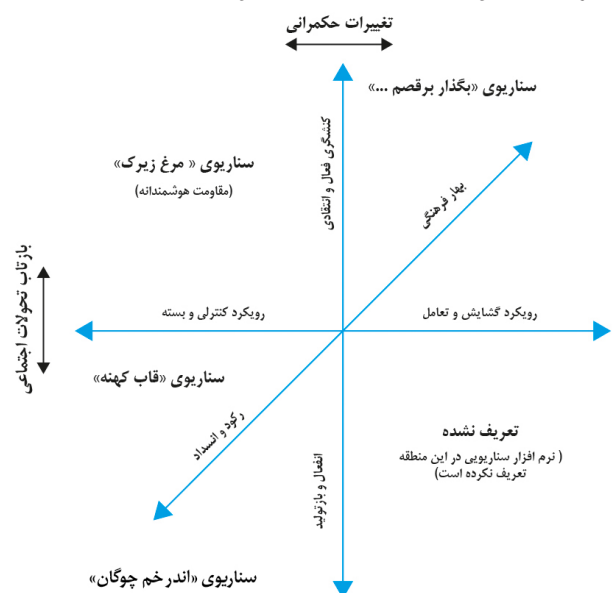 تغییرات حکمرانی
سناریوی «بگذار برقصم ...»
کنشگری فعال و انتقادی
سناریوی « مرغ زیرک»
(مقاومت هوشمندانه)
بهار فرهنگی
بازتاب تحولات اجتماعی
رویکرد گشایش و تعامل
رویکرد کنترلی و بسته
سناریوی «قاب کهنه»
رکود و انسداد
تعریف نشده
( نرم افزار سناریویی در این منطقه
تعریف نکرده است)
انفعال و بازتولید
سناریوی «اندر خم چوگان»